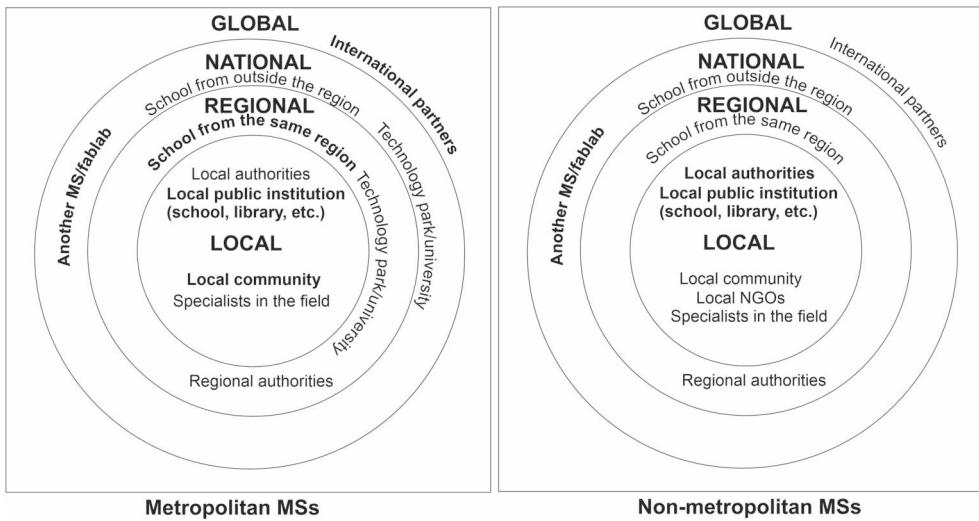 GLOBAL
International partners
NATIONAL
School from outside the region
REGIONAL
School from the same region
Another MS/fablab
Technology park/university
Technology park/university
Local authorities
Local public institution
(school, library, etc.)
LOCAL
Local community
Specialists in the field
Regional authorities
Metropolitan MSs
GLOBAL
International partners
NATIONAL
School from outside the region
REGIONAL
School from the same region
Another MS/fablab
Local authorities
Local public institution
(school, library, etc.)
LOCAL
Local community
Local NGOs
Specialists in the field
Regional authorities
Non-metropolitan MSs